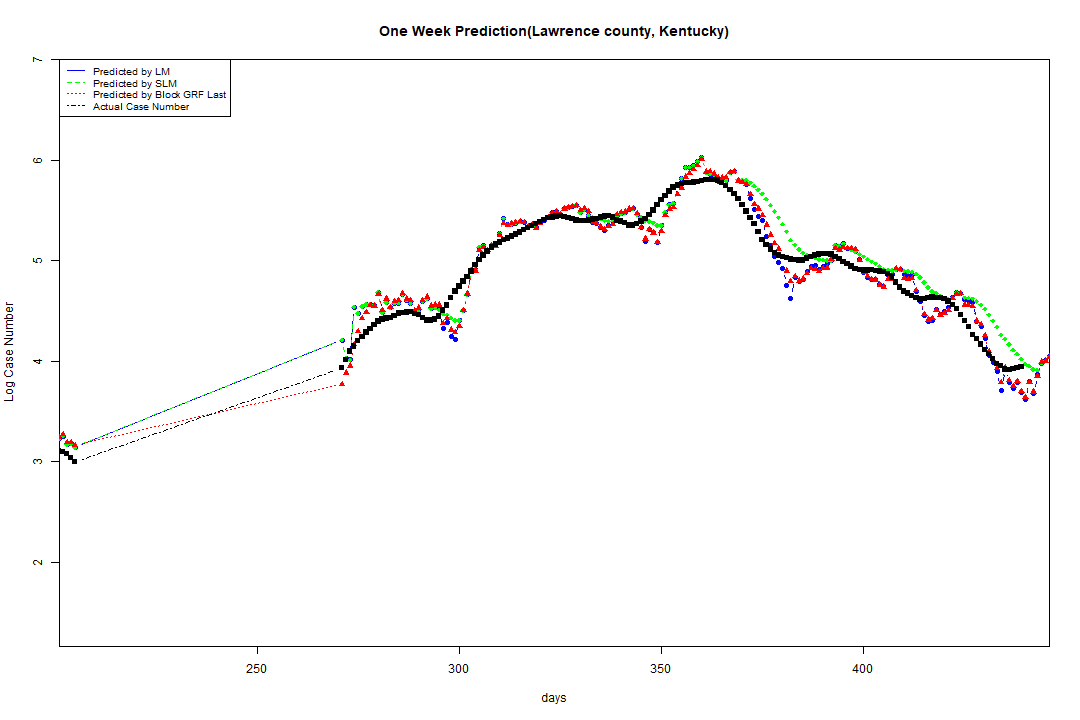 One Week Prediction(Lawrence county, Kentucky)
Predicted by LM
Predicted by SLM
Predicted by Block GRF Last
Actual Case Number
7
6
5
4
3
2
Log Case Number
250 300 350 400
days